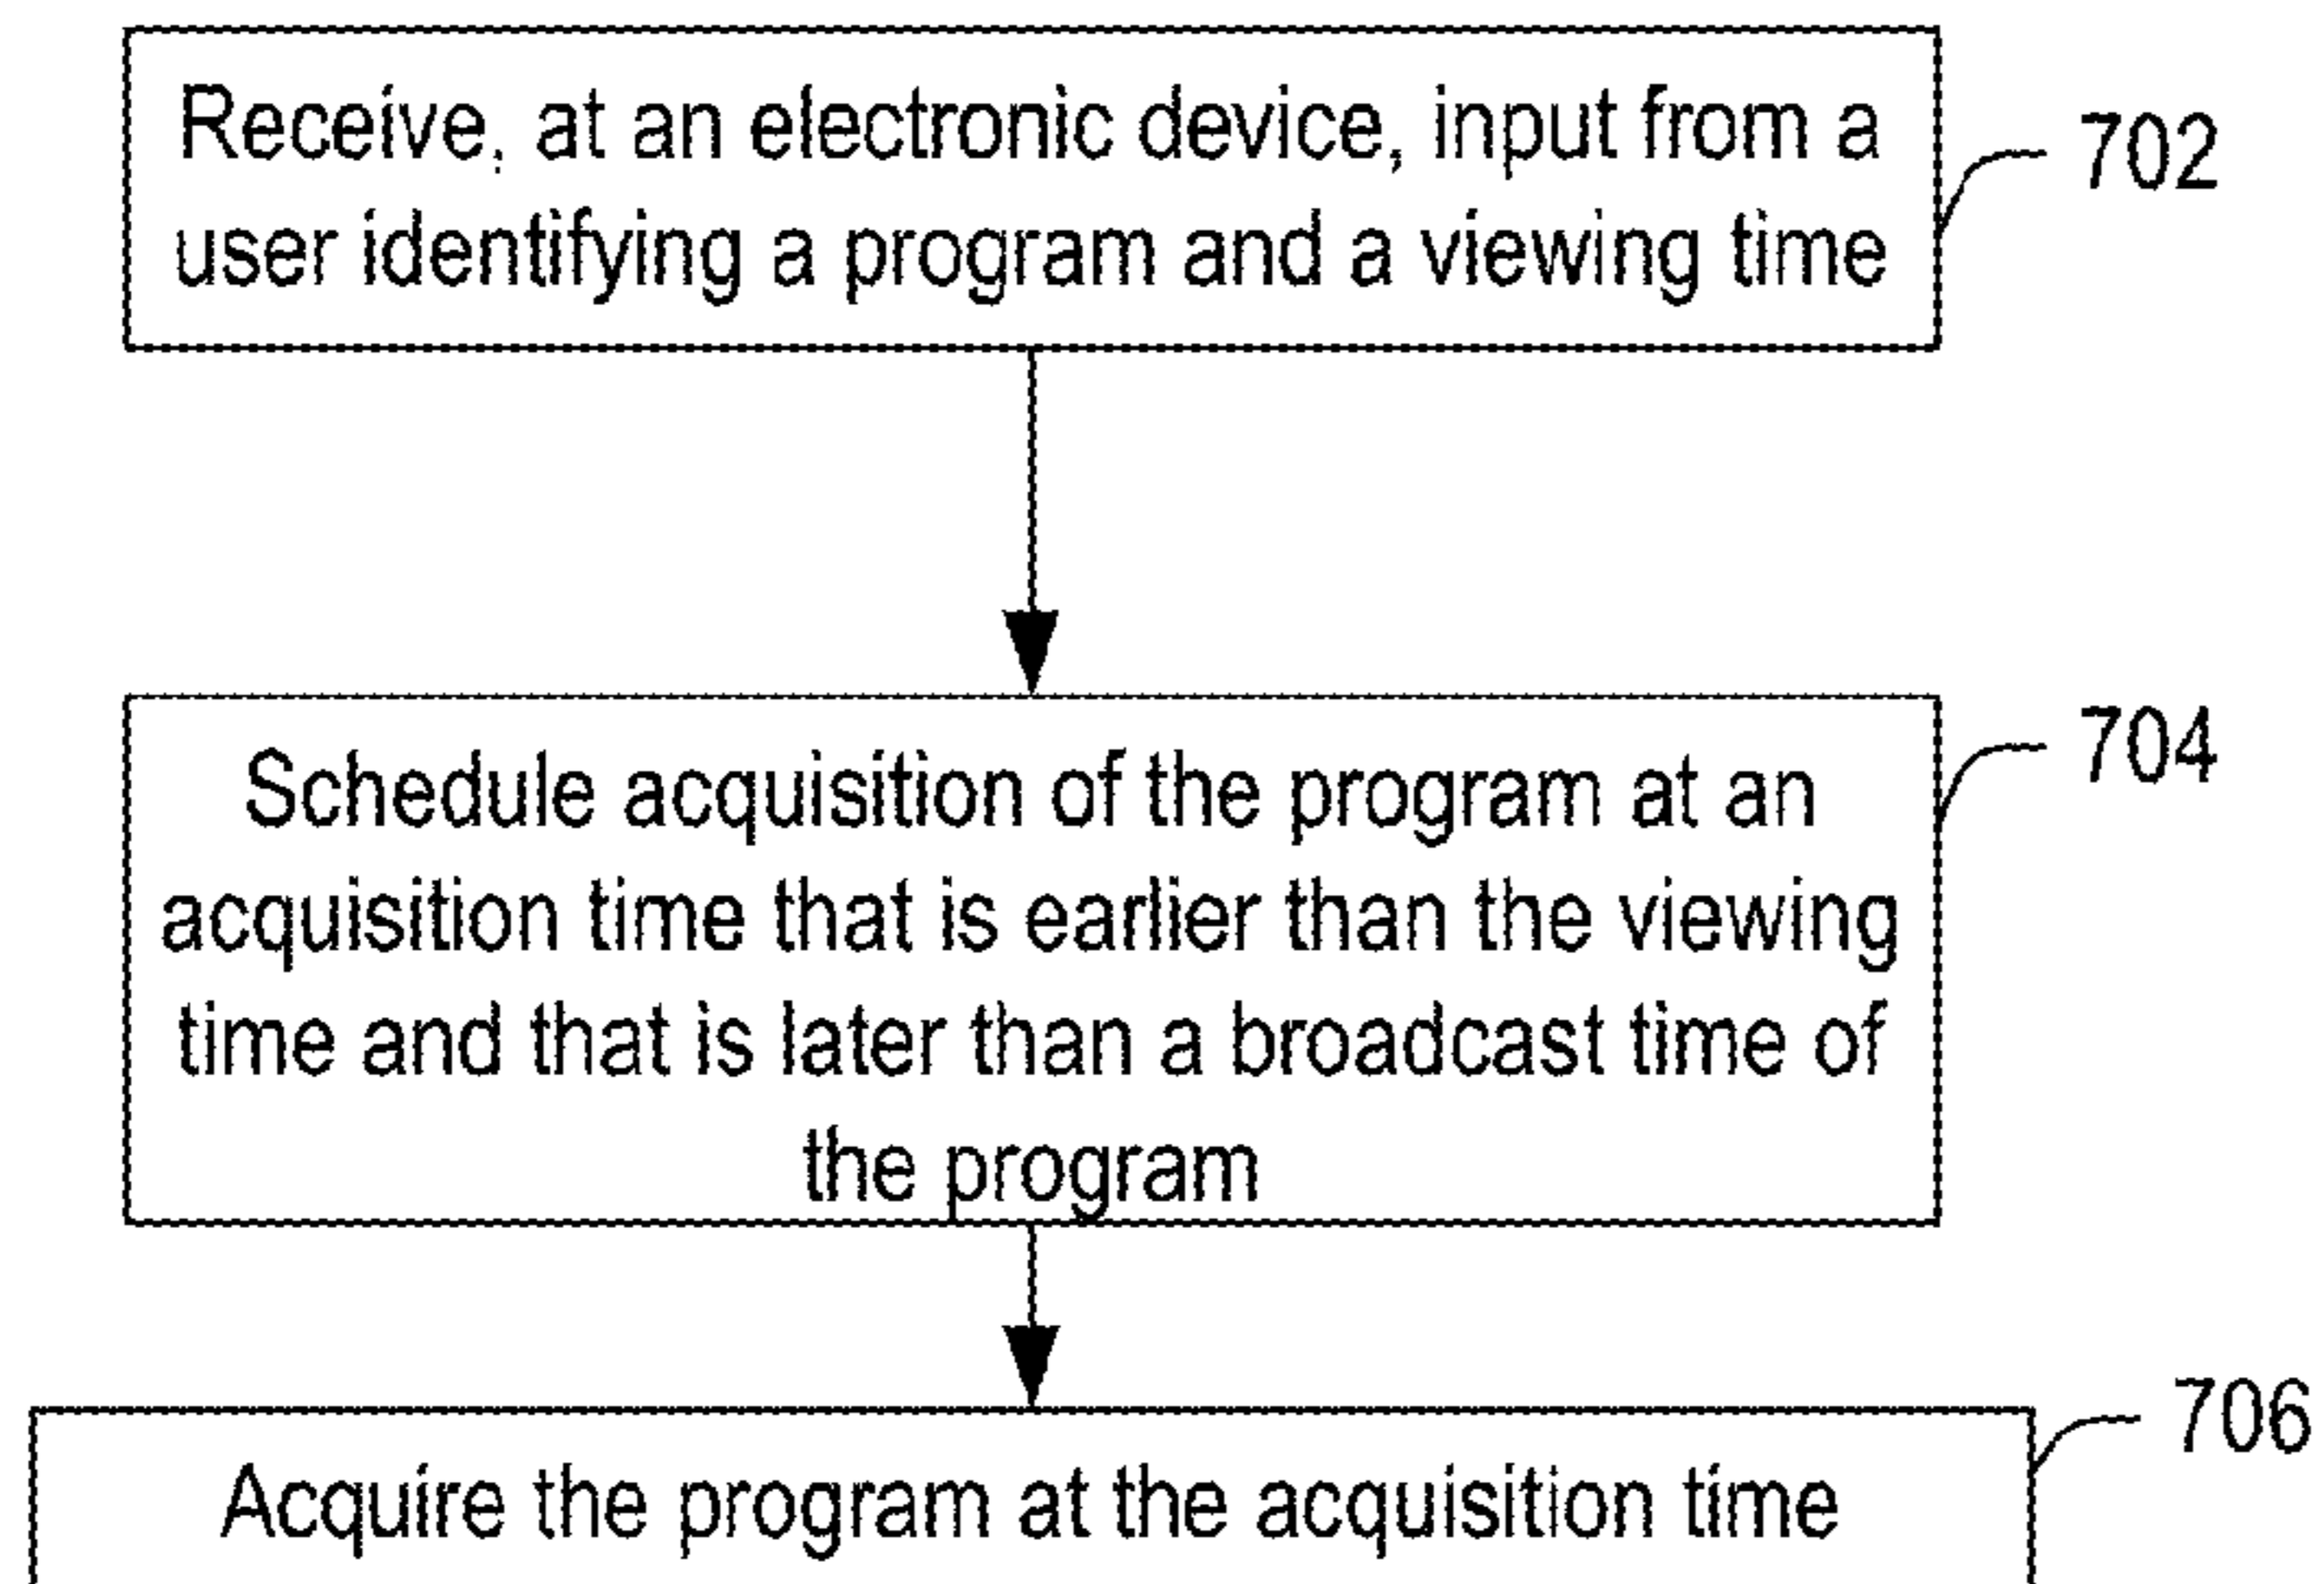 Receive, at an electronic device, input from a
user identifying a program and a viewing time
702
Schedule acquisition of the program at an
acquisition time that is earlier than the viewing
time and that is later than a broadcast time of
the program
704
Acquire the program at the acquisition time
706